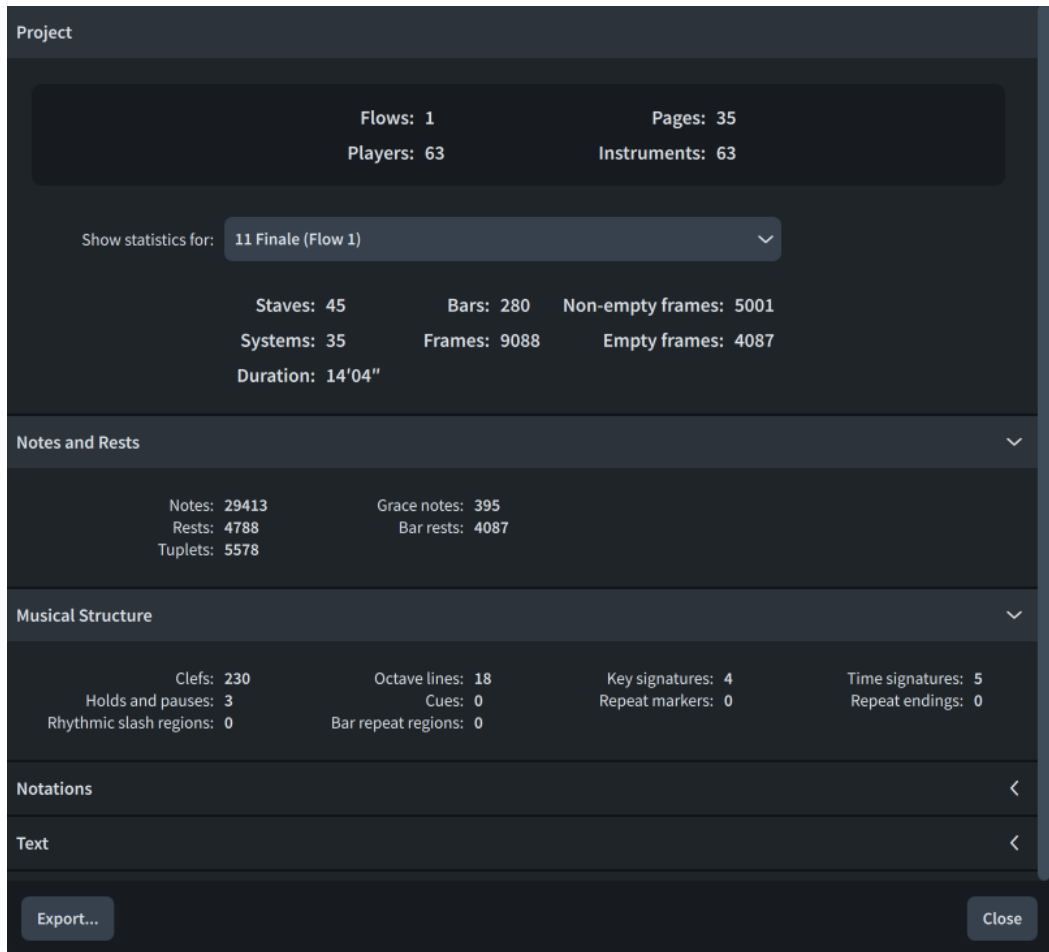 Project
Flows: 1 Pages: 35
Players: 63 Instruments: 63
Show statistics for: 11 Finale (Flow 1)
Staves: 45 Bars: 280 Non-empty frames: 5001
Systems: 35 Frames: 9088 Empty frames: 4087
Duration: 14′04″
Notes and Rests
Notes: 29413 Grace notes: 395
Rests: 4788 Bar rests: 4087
Tuplets: 5578
Musical Structure
Clefs: 230 Octave lines: 18 Key signatures: 4 Time signatures: 5
Holds and pauses: 3 Cues: 0 Repeat markers: 0 Repeat endings: 0
Rhythmic slash regions: 0 Bar repeat regions: 0
Notations
Text
Export... Close